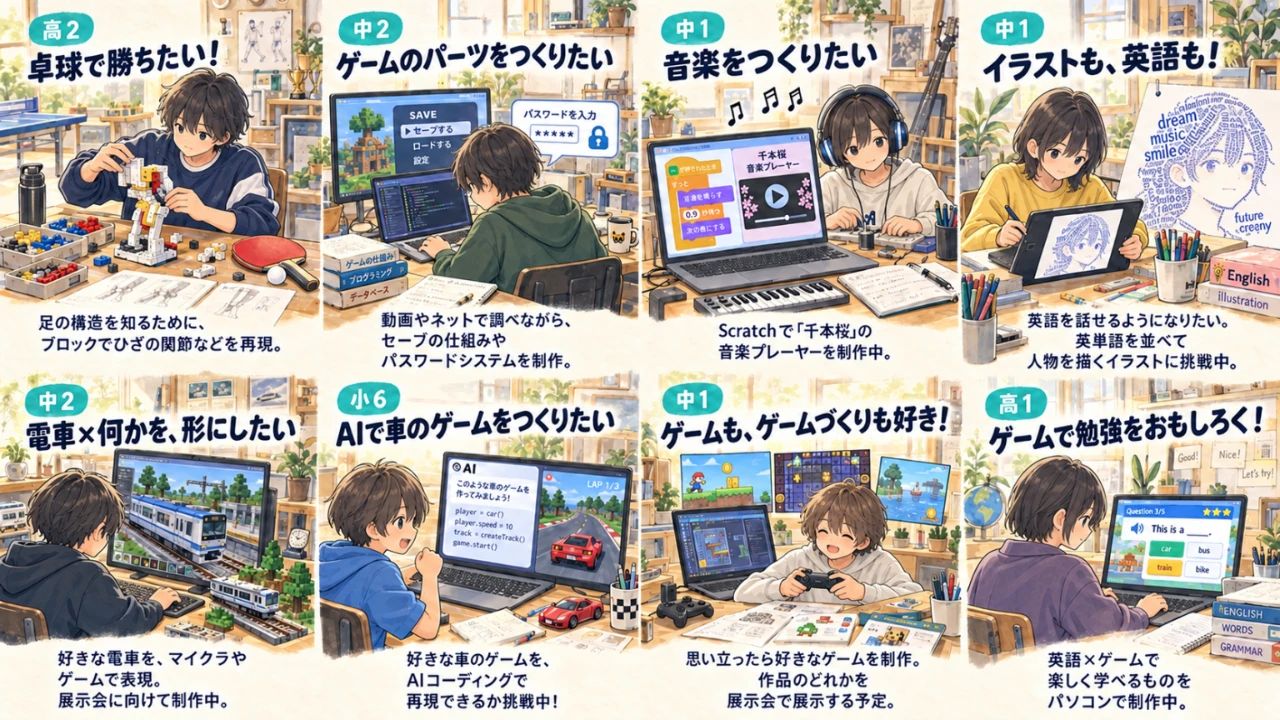 高2
卓球で勝ちたい!
足の構造を知るために、
ブロックでひざの関節などを再現。
中2
ゲームのパーツをつくりたい
SAVE
▶ セーブする
ロードする
設定
パスワードを入力
*****
ゲームの仕組み
プログラミング
データベース
動画やネットで調べながら、
セーブの仕組みや
パスワードシステムを制作。
中1
音楽をつくりたい
ずっと
0.9 秒待つ
次の色にする
千本桜
音楽プレーヤー
Scratchで「千本桜」の
音楽プレーヤーを制作中。
中1
イラストも、英語も!
dream
music
smile
future
creany
English
illustration
英語を話せるようになりたい。
英単語を並べて
人物を描くイラストに挑戦中。
中2
電車×何かを、形にしたい
好きな電車を、マイクラや
ゲームで表現。
展示会に向けて制作中。
小6
AIで車のゲームをつくりたい
AI
このような車のゲームを
作ってみましょう!
player = car()
player.speed = 10
track = createTrack()
game.start()
LAP 1/3
好きな車のゲームを、
AIコーディングで
再現できるか挑戦中!
中1
ゲームも、ゲームづくりも好き!
思い立ったら好きなゲームを制作。
作品のどれかを
展示会で展示する予定。
高1
ゲームで勉強をおもしろく!
Good!
Nice!
Let's try!
Question 3/5
This is a ____.
car
bus
train
bike
ENGLISH
WORDS
GRAMMAR
英語×ゲームで
楽しく学べるものを
パソコンで制作中。